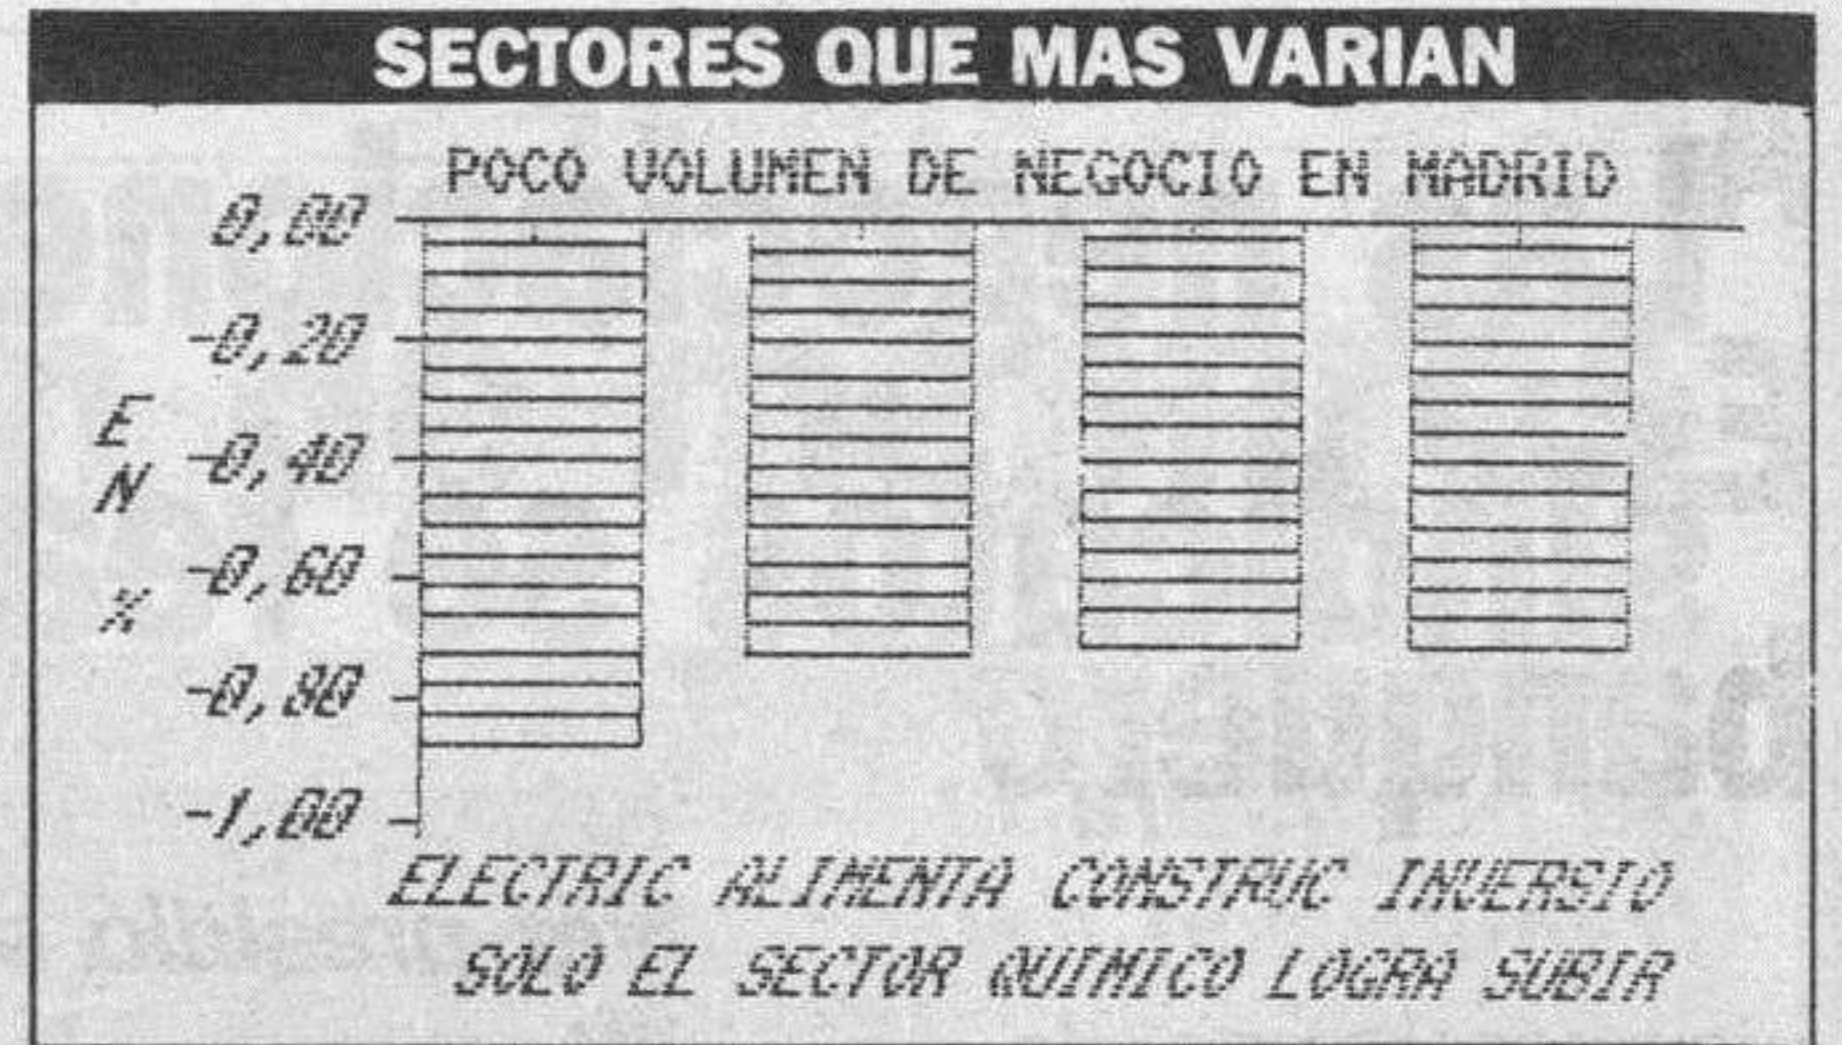 SECTORES QUE MAS VARIAN
POCO VOLUMEN DE NEGOCIO EN MADRID
0,00
-0,20
-0,40
-0,60
-0,80
-1,00
EN %
ELECTRIC ALIMENTA CONSTRUC INVERSIO
SOLO EL SECTOR QUIMICO LOGRA SUBIR